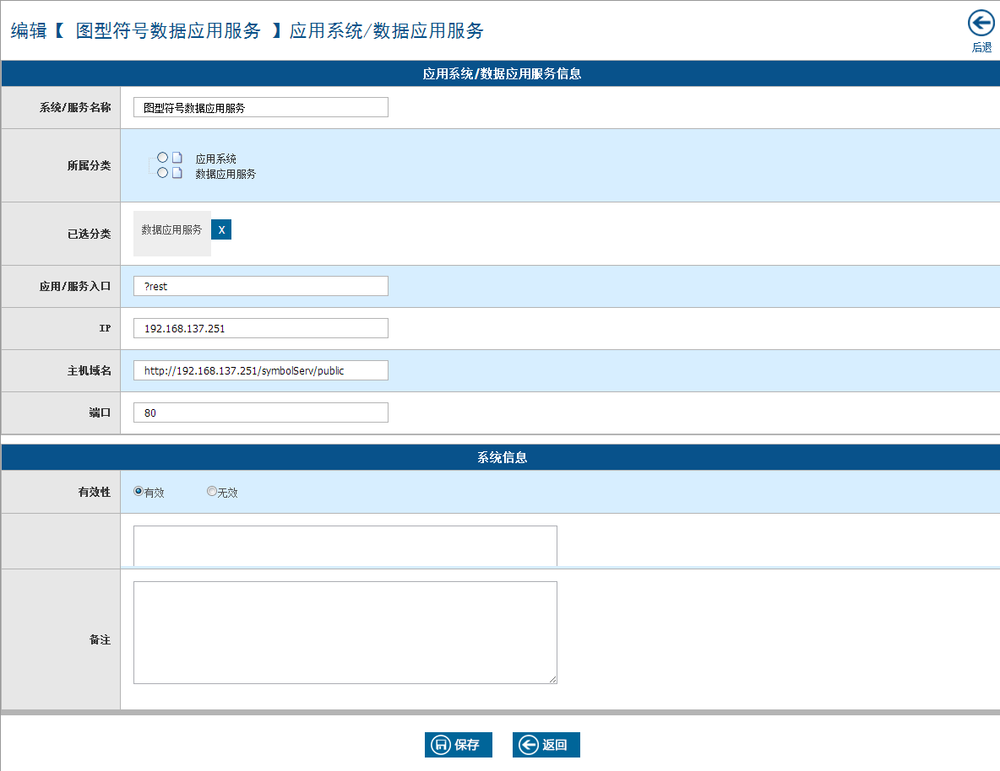 编辑【 图型符号数据应用服务 】应用系统/数据应用服务
后退
应用系统/数据应用服务信息
系统/服务名称 图型符号数据应用服务
所属分类
应用系统
数据应用服务
已选分类 数据应用服务 X
应用/服务入口 ?rest
IP 192.168.137.251
主机域名 http://192.168.137.251/symbolServ/public
端口 80
系统信息
有效性 有效 无效
备注
保存 返回